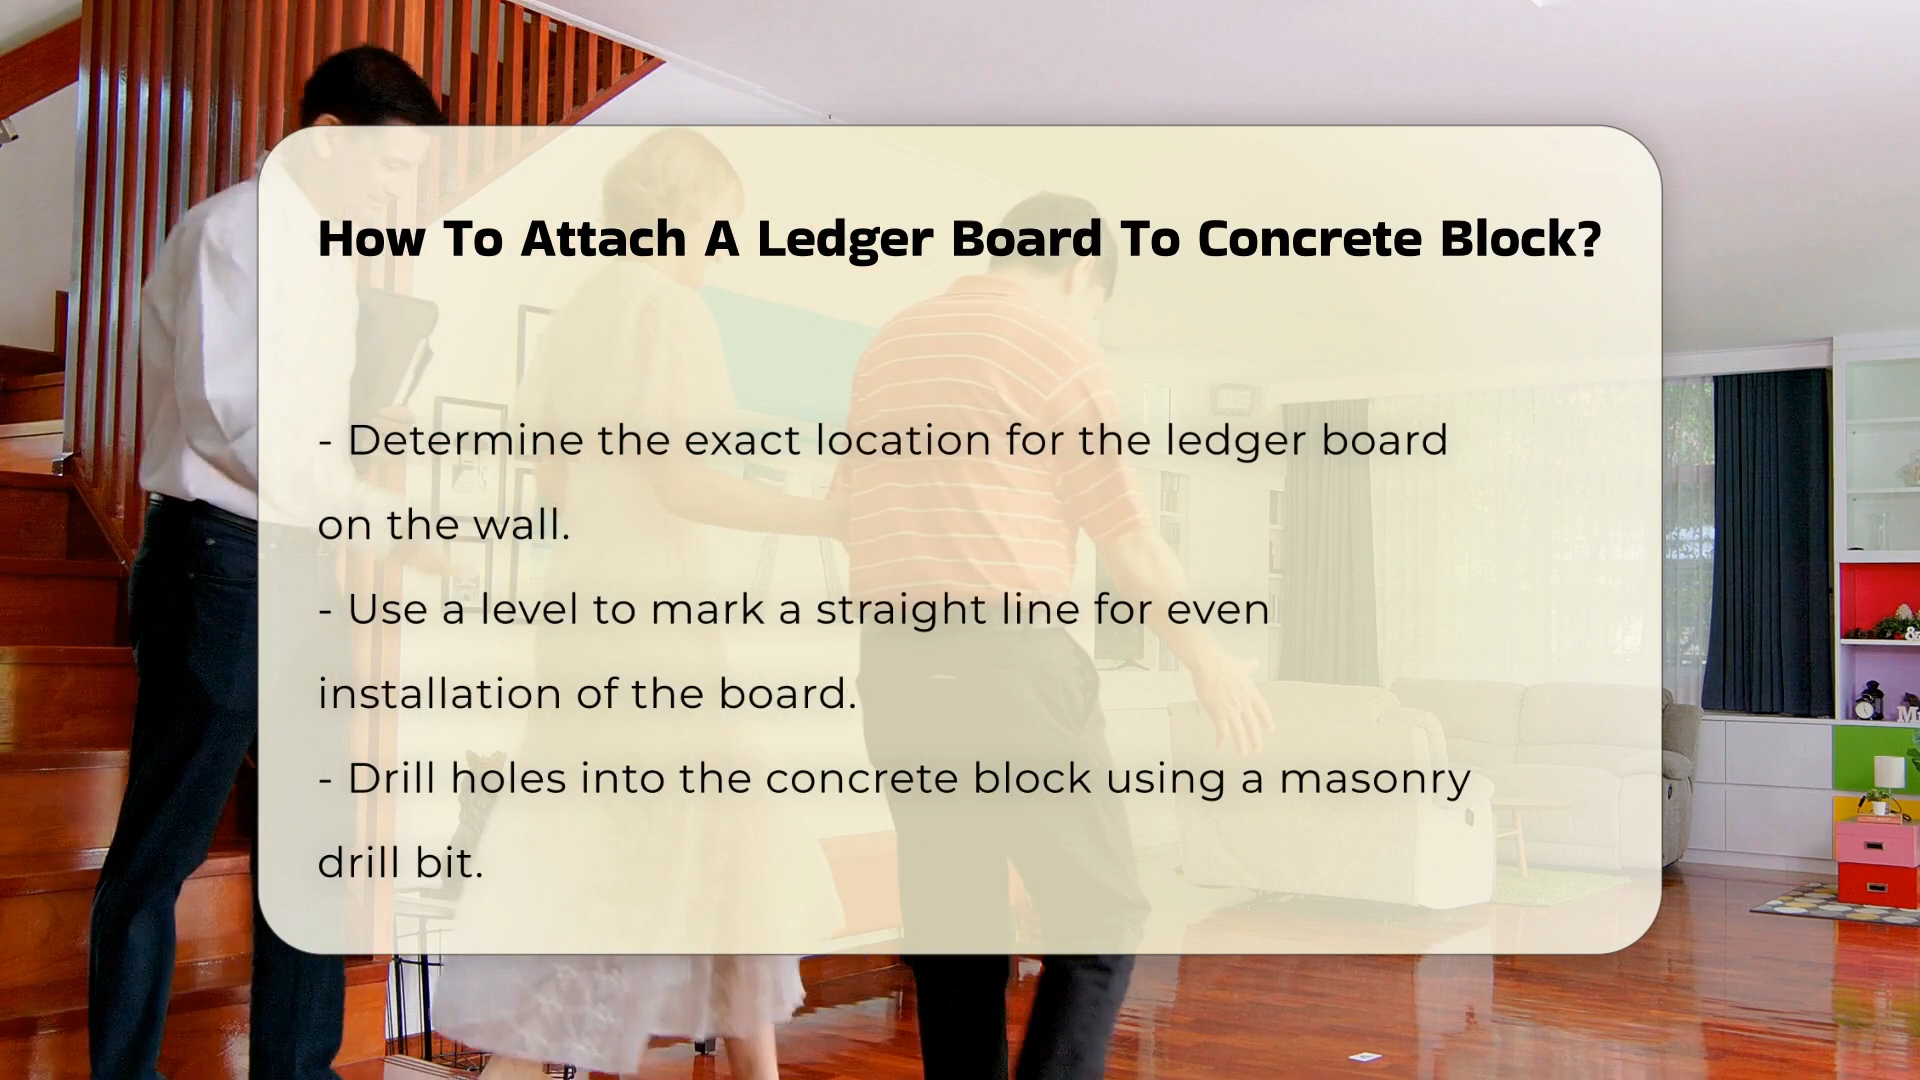 How To Attach A Ledger Board To Concrete Block?
- Determine the exact location for the ledger board
on the wall.
- Use a level to mark a straight line for even
installation of the board.
- Drill holes into the concrete block using a masonry
drill bit.